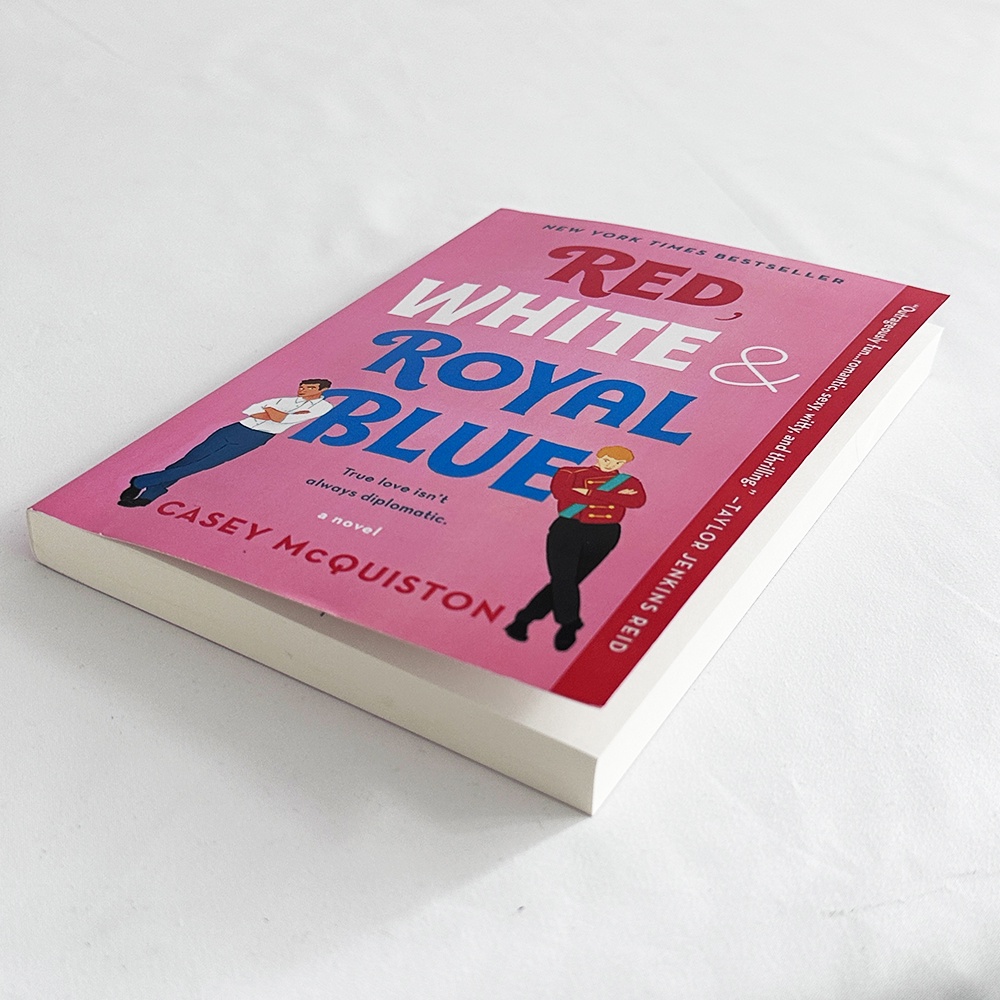 NEW YORK TIMES BESTSELLER
RED,
WHITE &
ROYAL
BLUE
True love isn't
always diplomatic.
a novel
CASEY McQUISTON
"Outrageously fun...romantic, sexy, witty, and thrilling." –TAYLOR JENKINS REID